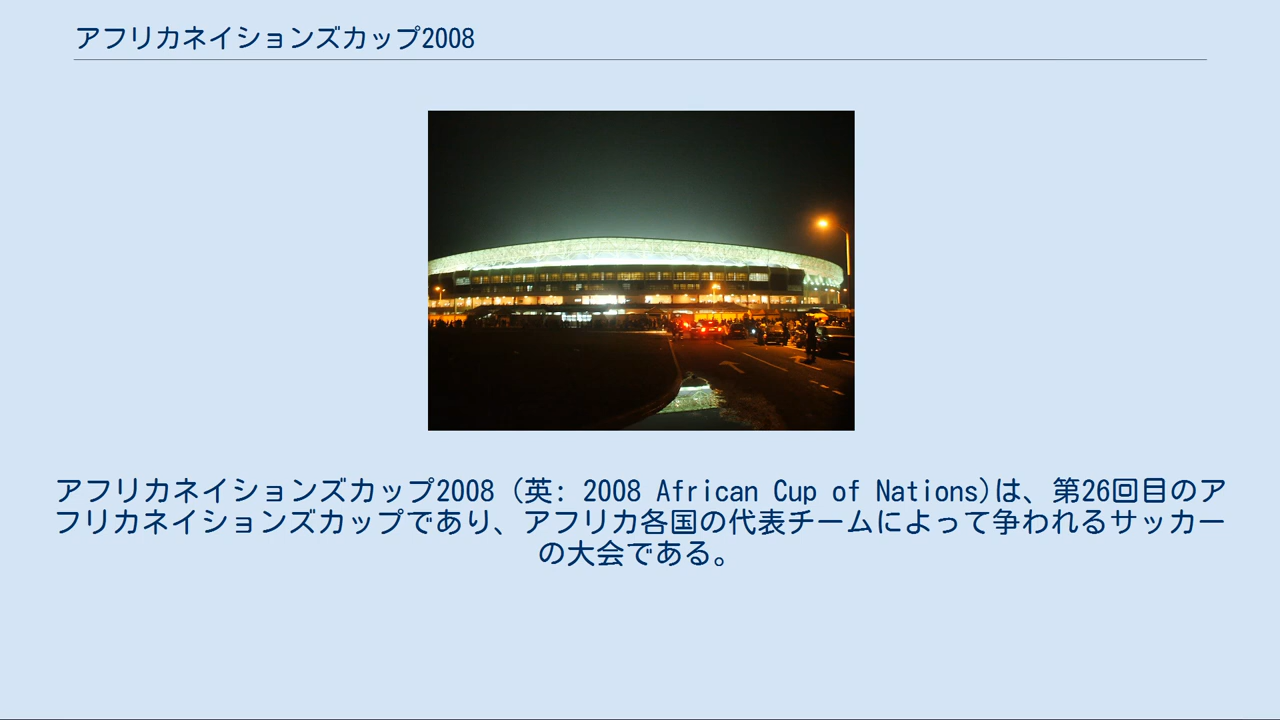 アフリカネイションズカップ2008
アフリカネイションズカップ2008 (英: 2008 African Cup of Nations)は、第26回目のア
フリカネイションズカップであり、アフリカ各国の代表チームによって争われるサッカー
の大会である。